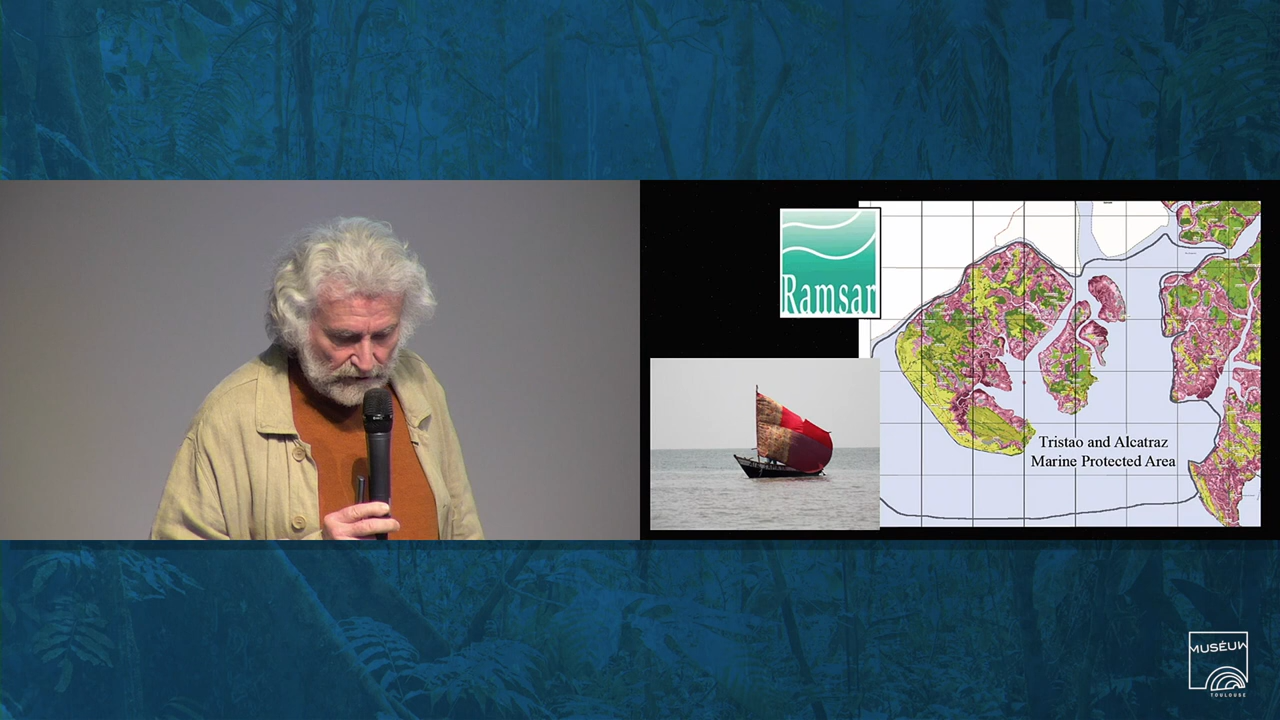 Ramsar
Tristao and Alcatraz
Marine Protected Area
MUSÉUM
TOULOUSE